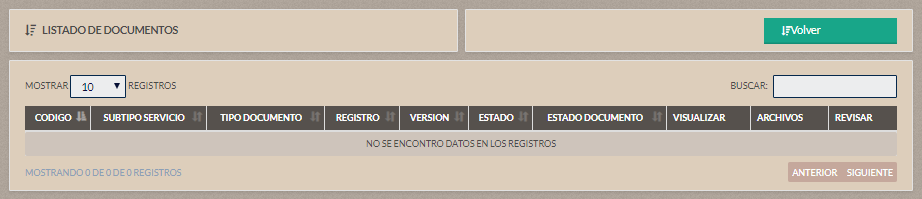 LISTADO DE DOCUMENTOS
Volver
MOSTRAR 10 REGISTROS
BUSCAR:
CODIGO SUBTIPO SERVICIO TIPO DOCUMENTO REGISTRO VERSION ESTADO ESTADO DOCUMENTO VISUALIZAR ARCHIVOS REVISAR
NO SE ENCONTRO DATOS EN LOS REGISTROS
MOSTRANDO 0 DE 0 DE 0 REGISTROS
ANTERIOR SIGUIENTE